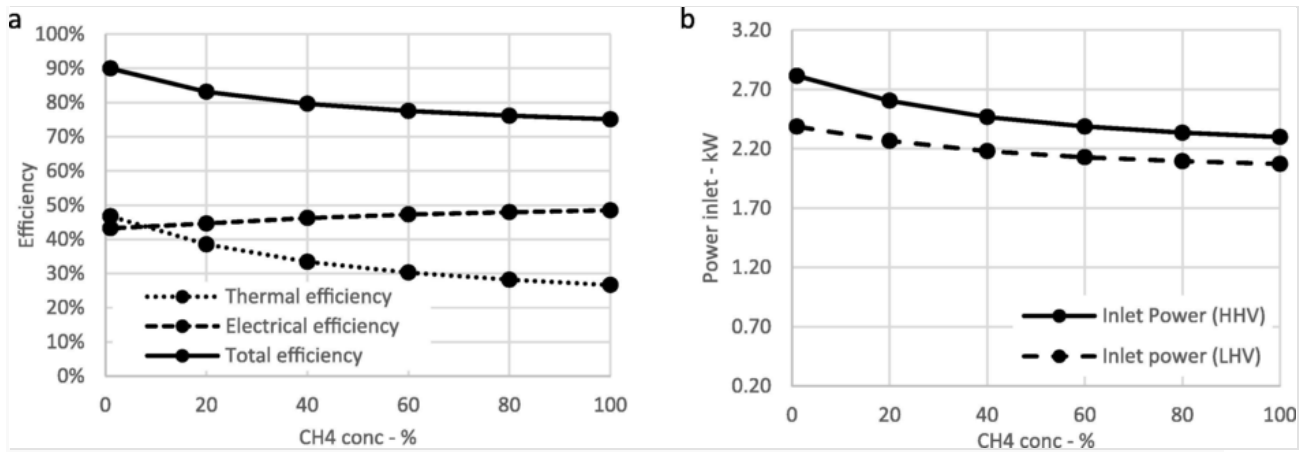 a
100%
90%
80%
70%
60%
50%
40%
30%
20%
10%
0%
Efficiency
Thermal efficiency
Electrical efficiency
Total efficiency
0 20 40 60 80 100
CH4 conc - %
b
3.20
2.70
2.20
1.70
1.20
0.70
0.20
Power inlet - kW
Inlet Power (HHV)
Inlet power (LHV)
0 20 40 60 80 100
CH4 conc - %